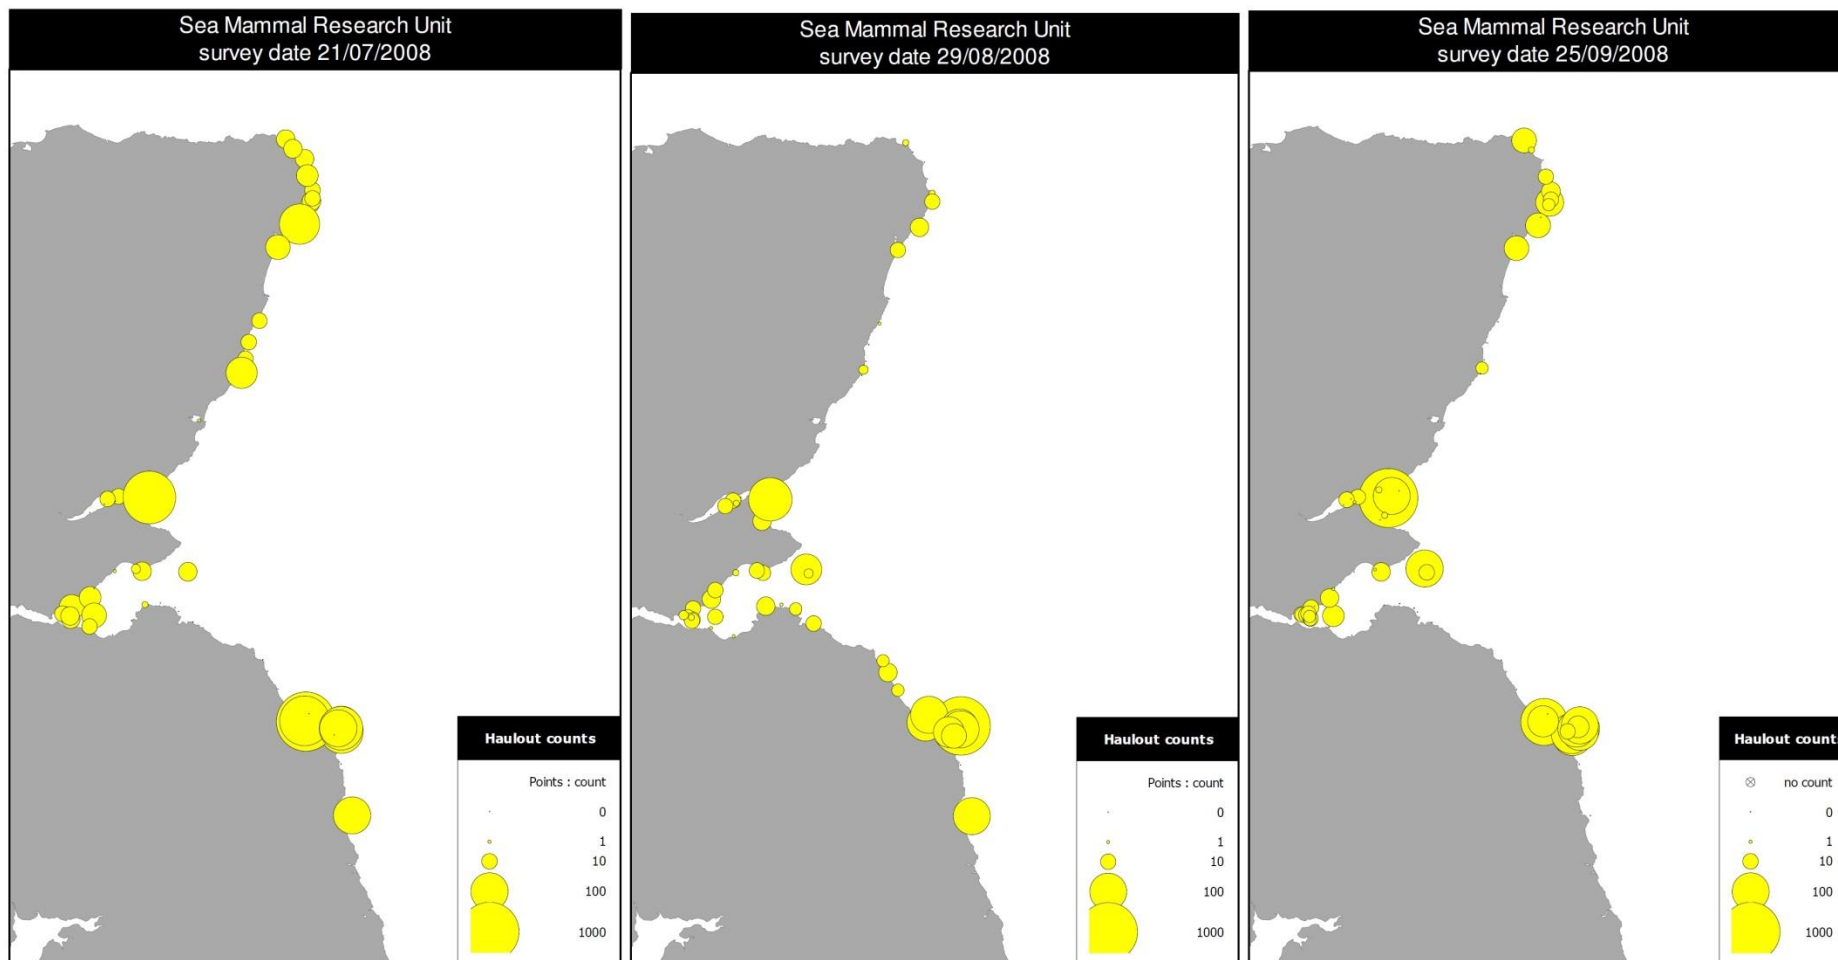 Sea Mammal Research Unit
survey date 21/07/2008
Haulout counts
Points : count
0
1
10
100
1000
Sea Mammal Research Unit
survey date 29/08/2008
Haulout counts
Points : count
0
1
10
100
1000
Sea Mammal Research Unit
survey date 25/09/2008
Haulout counts
no count
0
1
10
100
1000